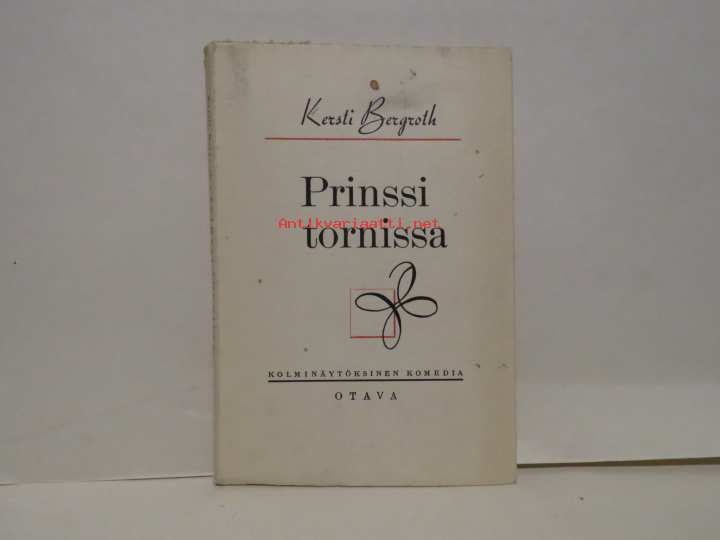 Kersti Bergroth
Prinssi
Antikvariaatti.net
tornissa
KOLMINÄYTÖKSINEN KOMEDIA
OTAVA